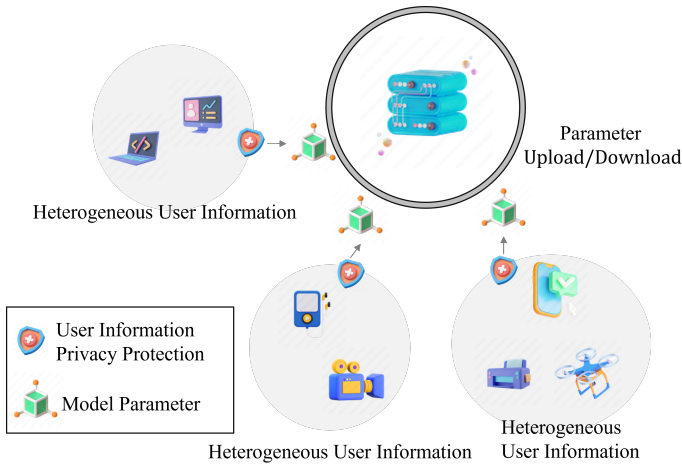 Parameter
Upload/Download
Heterogeneous User Information
User Information
Privacy Protection
Model Parameter
Heterogeneous User Information
Heterogeneous
User Information